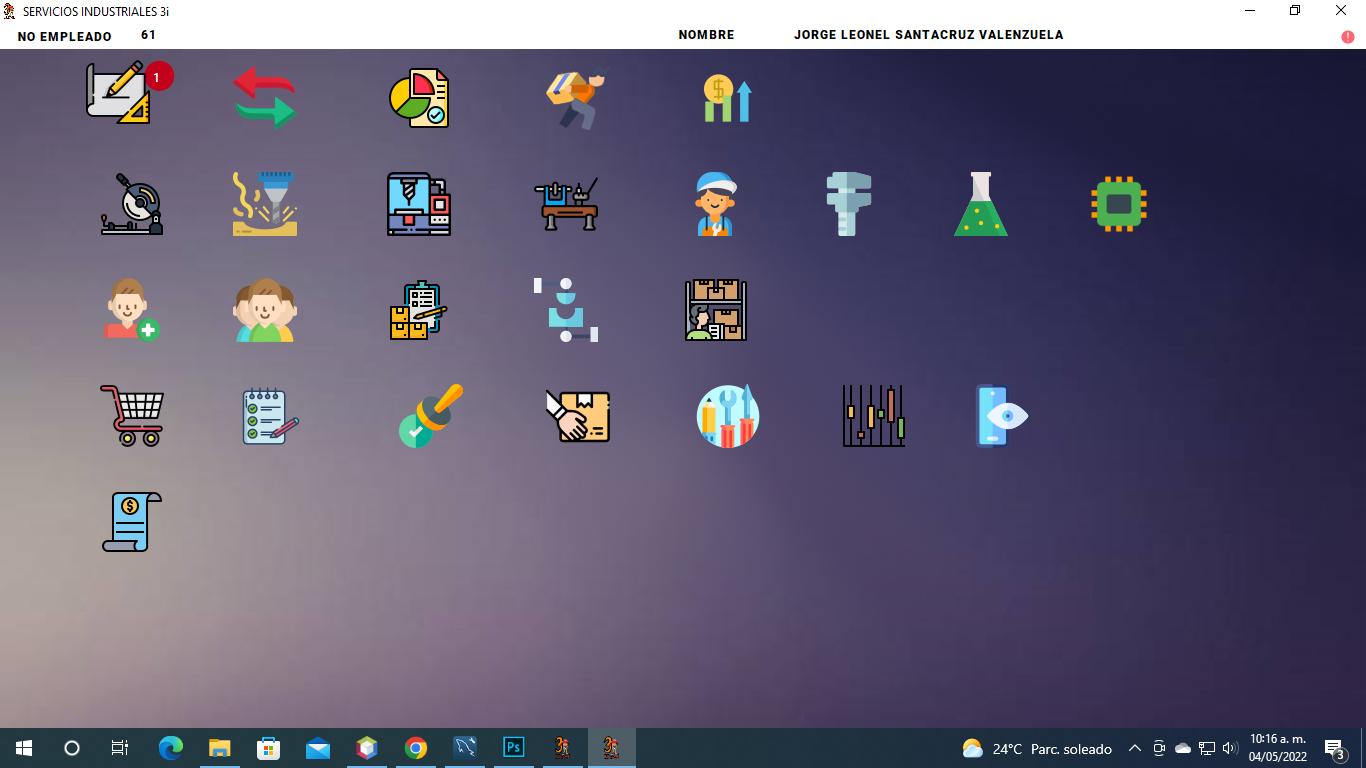 SERVICIOS INDUSTRIALES 3i
NO EMPLEADO 61 NOMBRE JORGE LEONEL SANTACRUZ VALENZUELA
1
Ps
24°C Parc. soleado
10:16 a. m.
04/05/2022
3